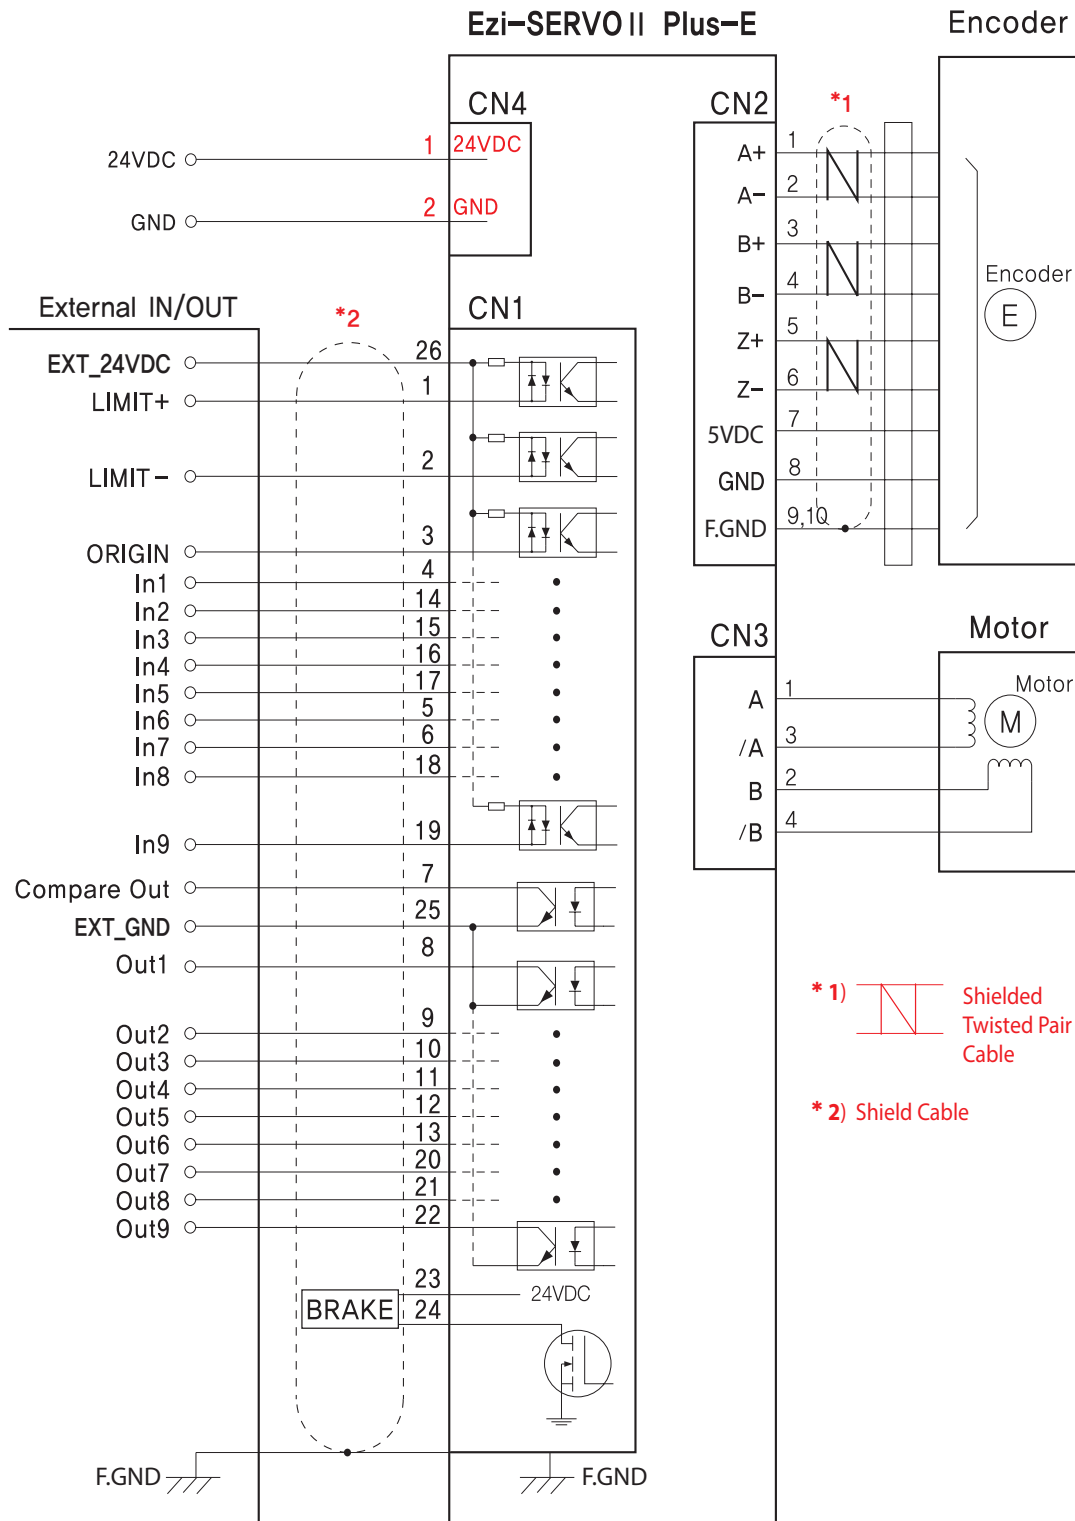 Ezi-SERVO II Plus-E
Encoder
CN4
1 24VDC
24VDC
2 GND
GND
CN2
*1
A+ 1
A- 2
B+ 3
B- 4
Z+ 5
Z- 6
5VDC 7
GND 8
F.GND 9,10
Encoder
E
External IN/OUT
*2
CN1
EXT_24VDC 26
LIMIT+ 1
LIMIT- 2
ORIGIN 3
In1 4
In2 14
In3 15
In4 16
In5 17
In6 5
In7 6
In8 18
In9 19
Compare Out 7
EXT_GND 25
Out1 8
Out2 9
Out3 10
Out4 11
Out5 12
Out6 13
Out7 20
Out8 21
Out9 22
BRAKE
23
24
24VDC
F.GND
F.GND
CN3
Motor
A 1
/A 3
B 2
/B 4
Motor
M
* 1) Shielded
Twisted Pair
Cable
* 2) Shield Cable